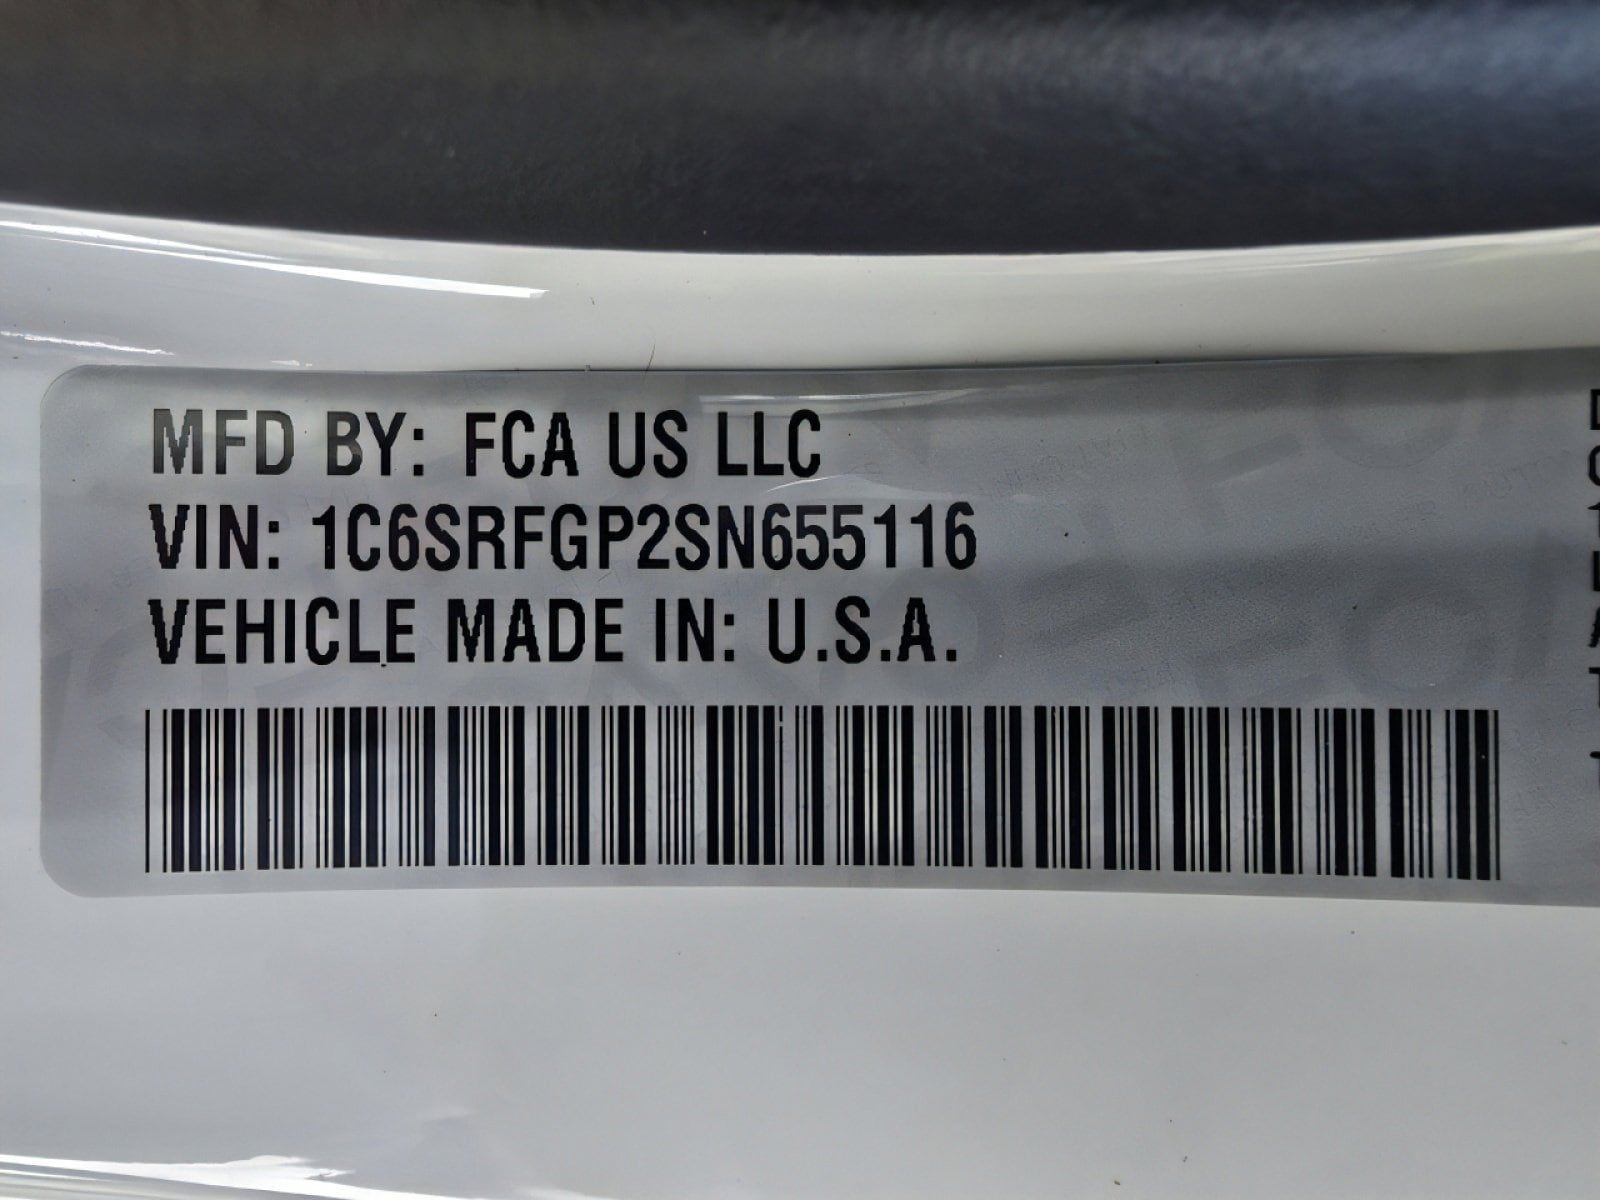 MFD BY: FCA US LLC
VIN: 1C6SRFGP2SN655116
VEHICLE MADE IN: U.S.A.